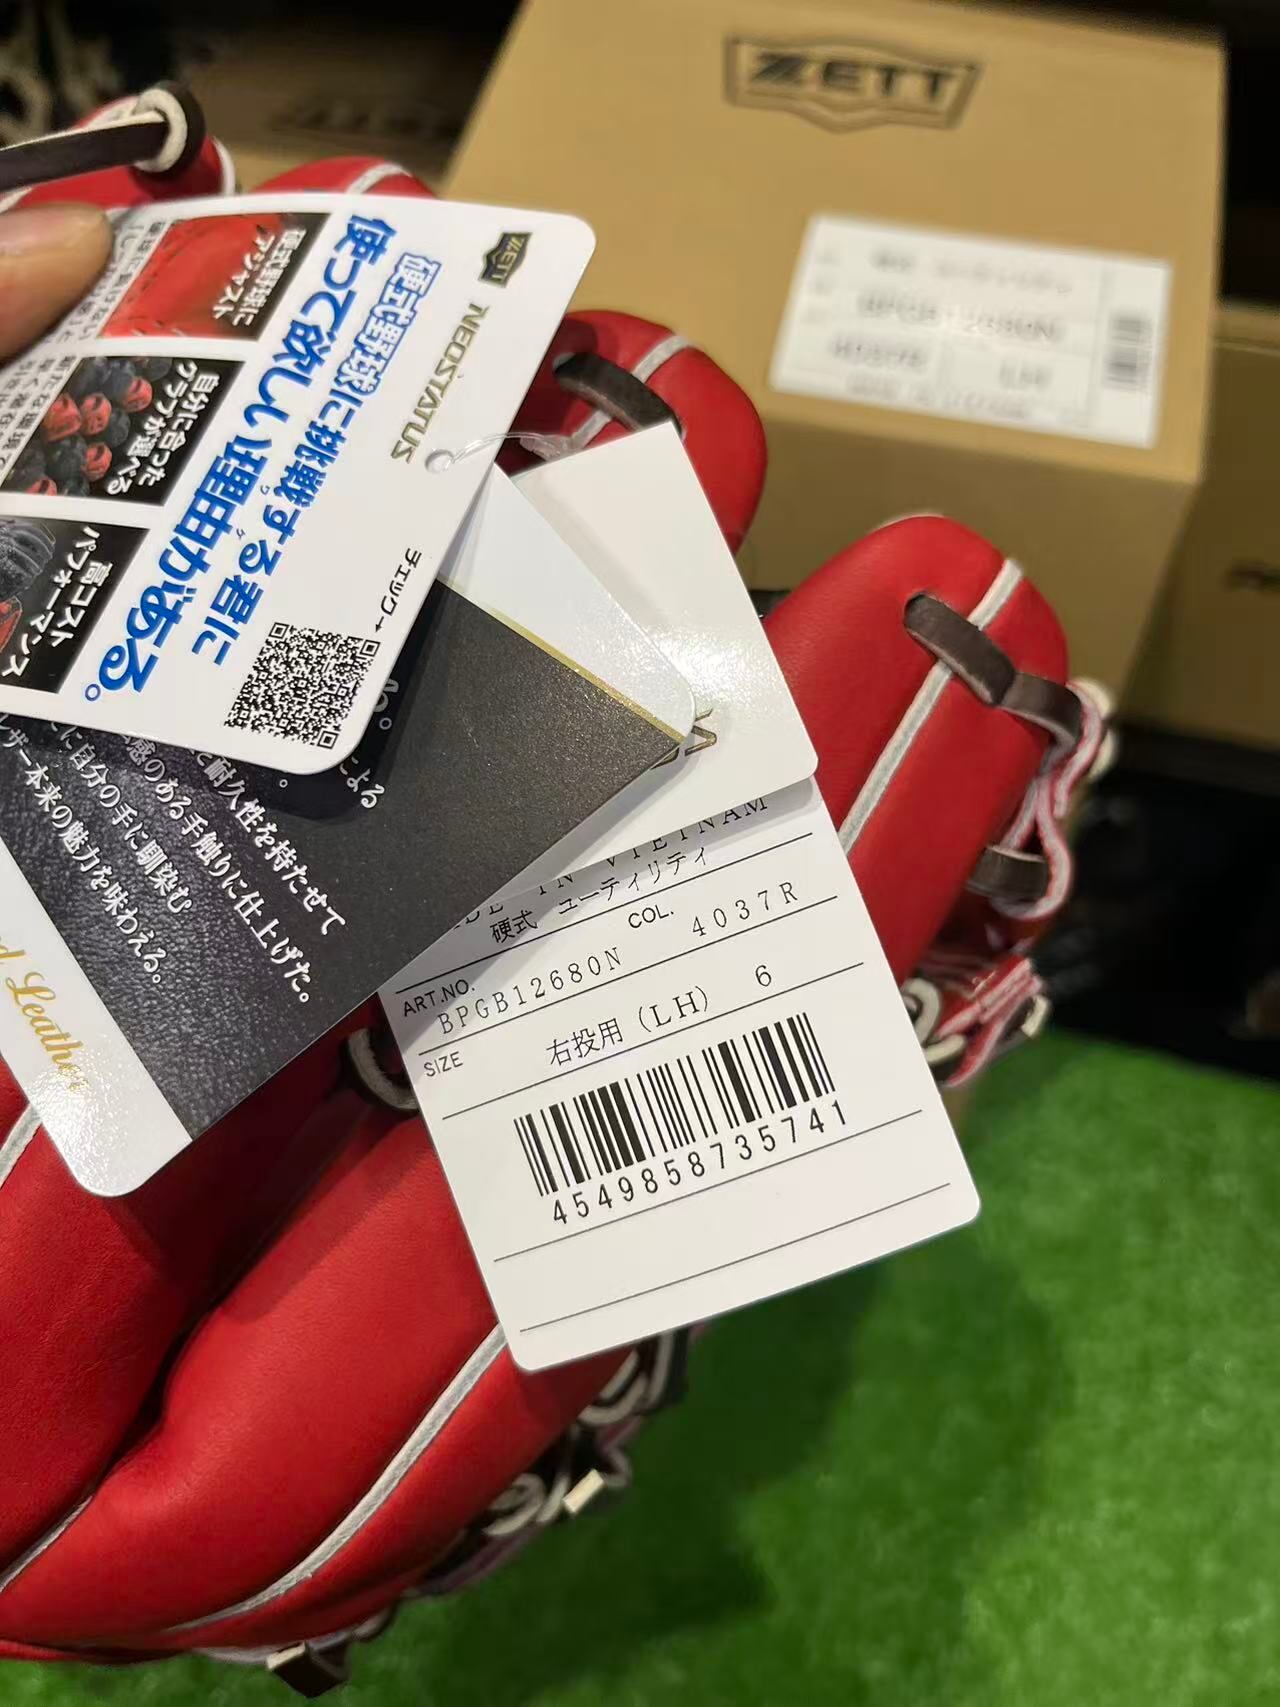 ZETT
ZETT
NEOSTATUS
硬式野球に挑戦する君に
使って欲しい理由がある。
硬式野球に
アジャスト
自分に合った
グラブが選べる
高コスト
パフォーマンス
チェック→
による
耐久性を持たせて
感のある手触りに仕上げた。
に自分の手に馴染む
ザー本来の魅力を味わえる。
Leather
IN VIETNAM
硬式 ユーティリティ
ART.NO. COL.
BPGB12680N 4037R
SIZE
右投用(LH) 6
4549858735741